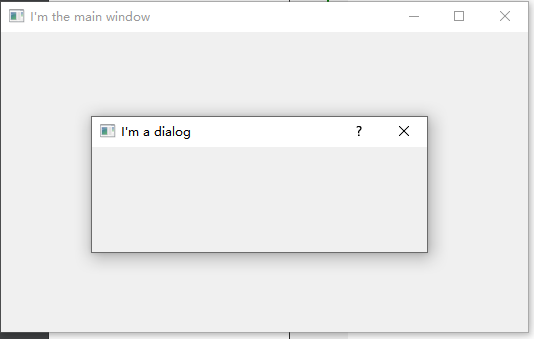 I'm the main window
I'm a dialog
?